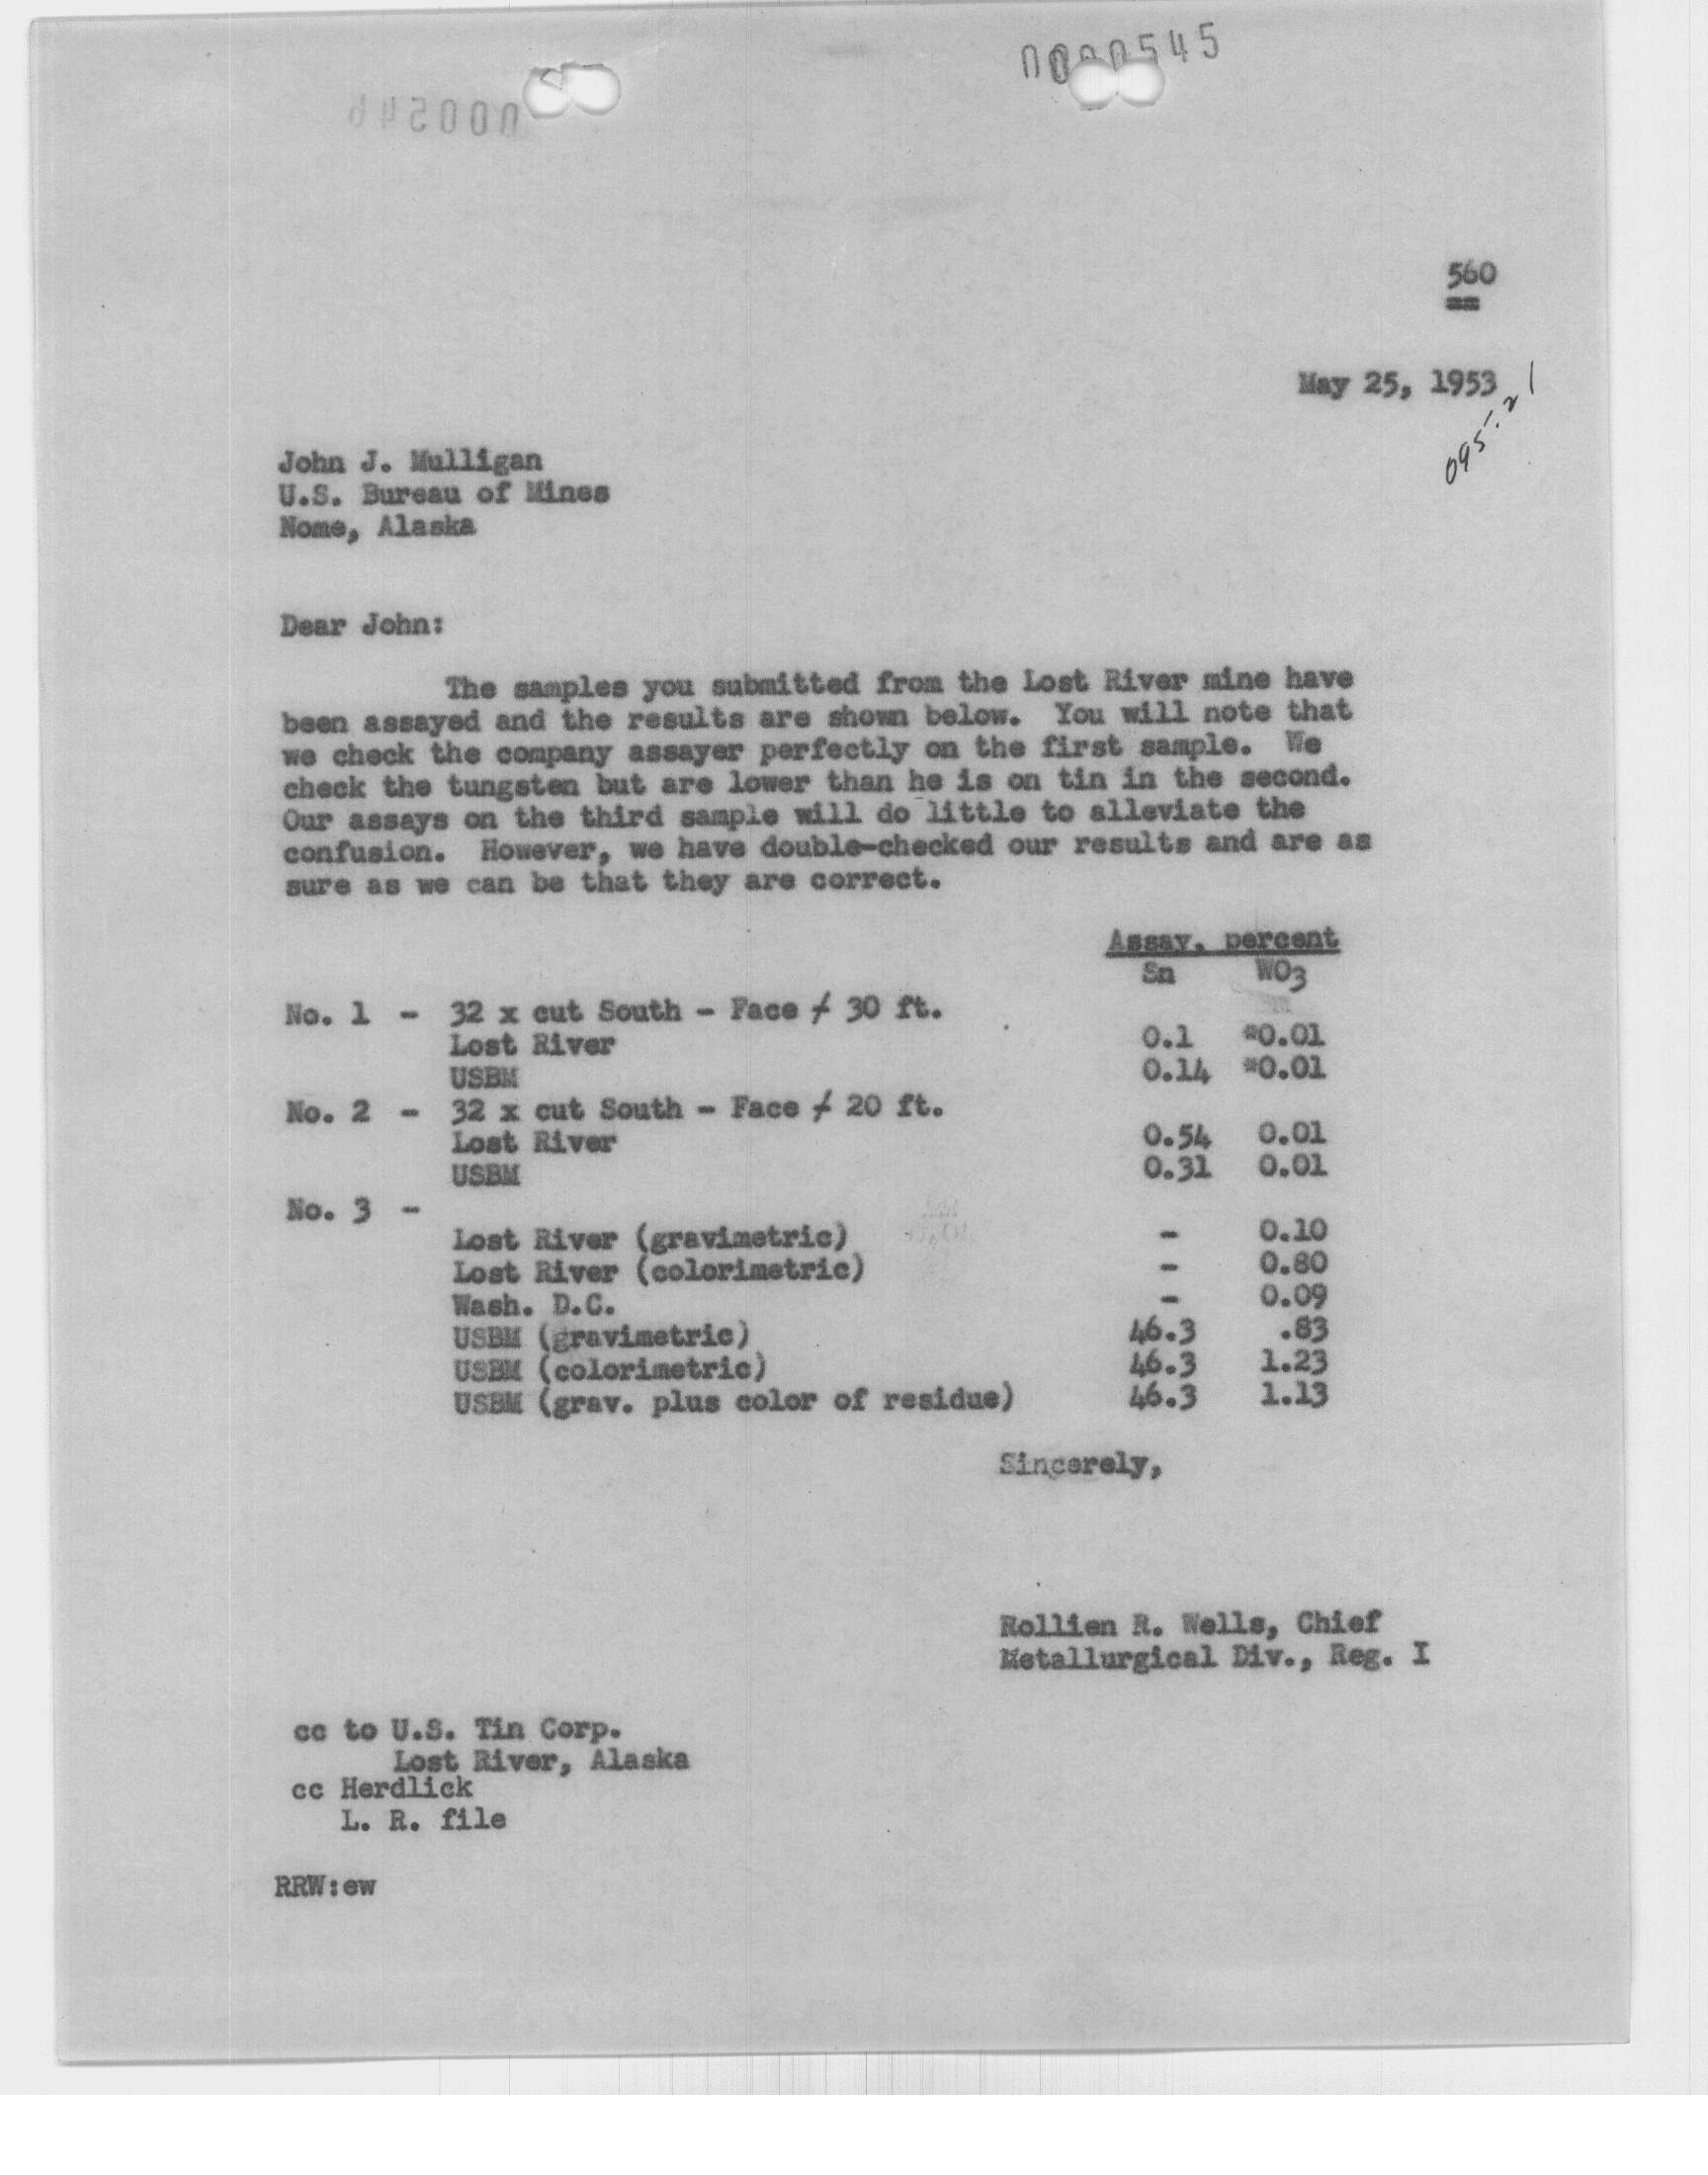 545
560
==
May 25, 1953
095.21
John J. Mulligan
U.S. Bureau of Mines
Nome, Alaska
Dear John:
The samples you submitted from the Lost River mine have
been assayed and the results are shown below. You will note that
we check the company assayer perfectly on the first sample. We
check the tungsten but are lower than he is on tin in the second.
Our assays on the third sample will do little to alleviate the
confusion. However, we have double-checked our results and are as
sure as we can be that they are correct.
Assay, percent
Sn WO3
No. 1 - 32 x cut South - Face ≠ 30 ft.
Lost River 0.1 *0.01
USBM 0.14 *0.01
No. 2 - 32 x cut South - Face ≠ 20 ft.
Lost River 0.54 0.01
USBM 0.31 0.01
No. 3 -
Lost River (gravimetric) - 0.10
Lost River (colorimetric) - 0.80
Wash. D.C. - 0.09
USBM (gravimetric) 46.3 .83
USBM (colorimetric) 46.3 1.23
USBM (grav. plus color of residue) 46.3 1.13
Sincerely,
Rollien R. Wells, Chief
Metallurgical Div., Reg. I
cc to U.S. Tin Corp.
Lost River, Alaska
cc Herdlick
L. R. file
RRW:ew